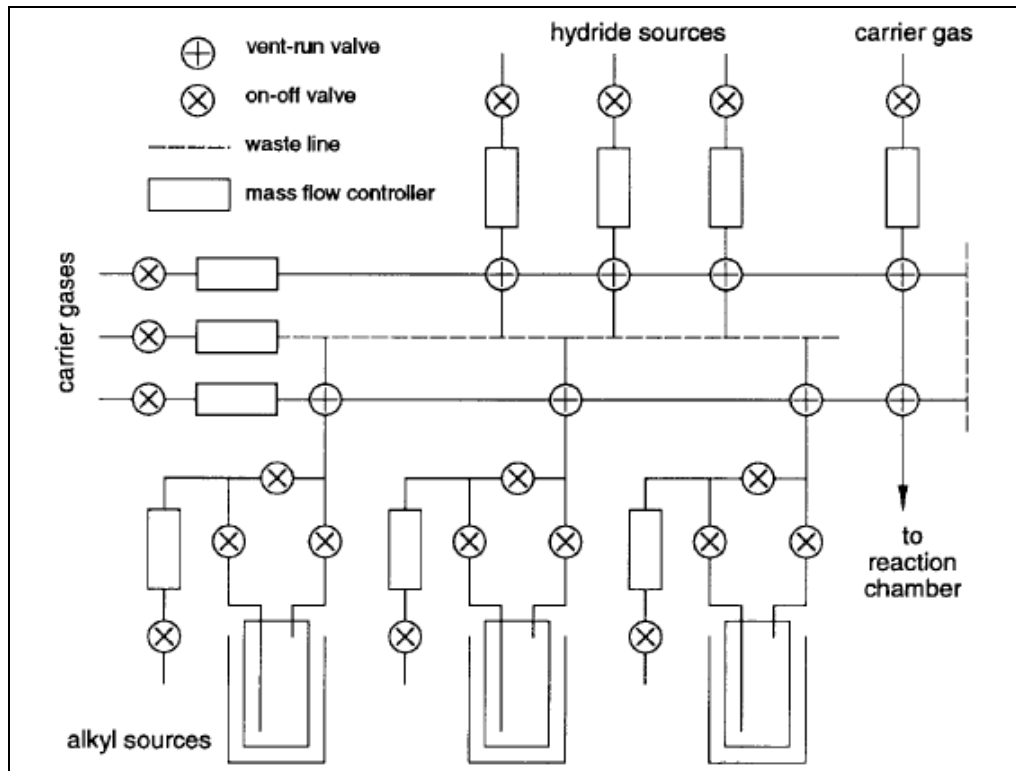 vent-run valve
on-off valve
waste line
mass flow controller
hydride sources
carrier gas
carrier gases
to
reaction
chamber
alkyl sources